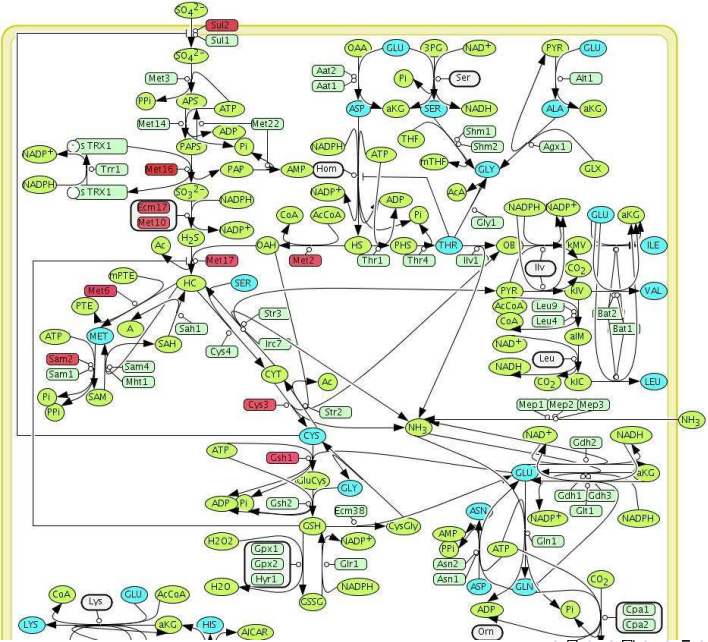 SO₄²⁻
Sul2
Sul1
SO₄²⁻
OAA GLU 3PG NAD⁺ PYR GLU
Met3
Aat2
Aat1
Pi
Ser
Alt1
PPi APS ATP
ASP aKG SER NADH ALA aKG
Met14 ADP Met22
THF Shm1
Shm2
NADP⁺ s TRX1 PAPS Pi NADPH ATP mTHF Agx1
Trr1 Met16 PAP AMP Hom GLY GLX
NADPH s TRX1 SO₃²⁻ NADPH NADP⁺ ADP AcA
Ecm17
Met10
NADP⁺ CoA AcCoA Pi Gly1 NADPH NADP⁺ GLU aKG
H₂S
Ac OAH HS PHS THR OB kMV ILE
Met17 Met2 Thr1 Thr4 Ilv1 Ilv CO₂
mPTE HC SER
Met6 PYR kIV VAL
PTE AcCoA Leu9 Bat2
A Sah1 Str3 CoA Leu4 Bat1
ATP MET SAH Cys4 Irc7 NAD⁺ aIM
Sam2
Sam1
Sam4
Mht1
Leu
NADH
CYT Ac CO₂ kIC LEU
Pi SAM
PPi
Cys3 Str2 Mep1 Mep2 Mep3
NH₃ NH₃
CYS NAD⁺ Gdh2 NADH
ATP Gsh1
GluCys GLY GLU aKG
ADP Pi Gsh2 Gdh1 Gdh3
Ecm38 ASN NADP⁺ Glt1 NADPH
GSH CysGly
H2O2 Gpx1
Gpx2
Hyr1
NADP⁺ AMP
PPi
ATP Gln1
Glr1 Asn2
Asn1
H2O NADPH ASP GLN CO₂
GSSG
CoA Lys GLU AcCoA ADP Pi Cpa1
Cpa2
LYS aKG HIS AICAR Orn